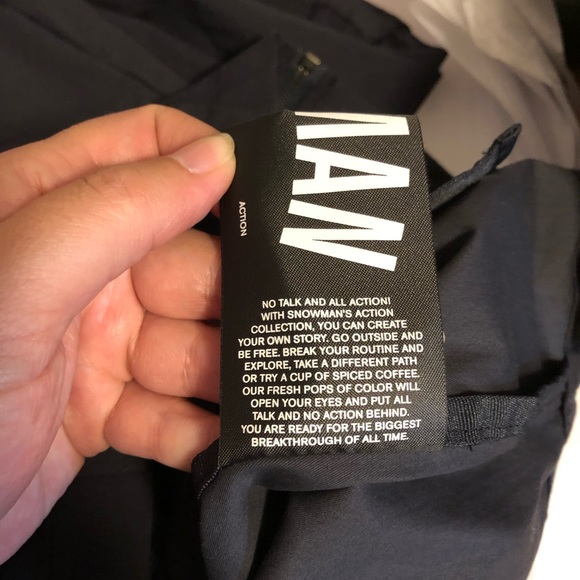 MAN
ACTION
NO TALK AND ALL ACTION!
WITH SNOWMAN'S ACTION
COLLECTION, YOU CAN CREATE
YOUR OWN STORY. GO OUTSIDE AND
BE FREE. BREAK YOUR ROUTINE AND
EXPLORE, TAKE A DIFFERENT PATH
OR TRY A CUP OF SPICED COFFEE.
OUR FRESH POPS OF COLOR WILL
OPEN YOUR EYES AND PUT ALL
TALK AND NO ACTION BEHIND.
YOU ARE READY FOR THE BIGGEST
BREAKTHROUGH OF ALL TIME.